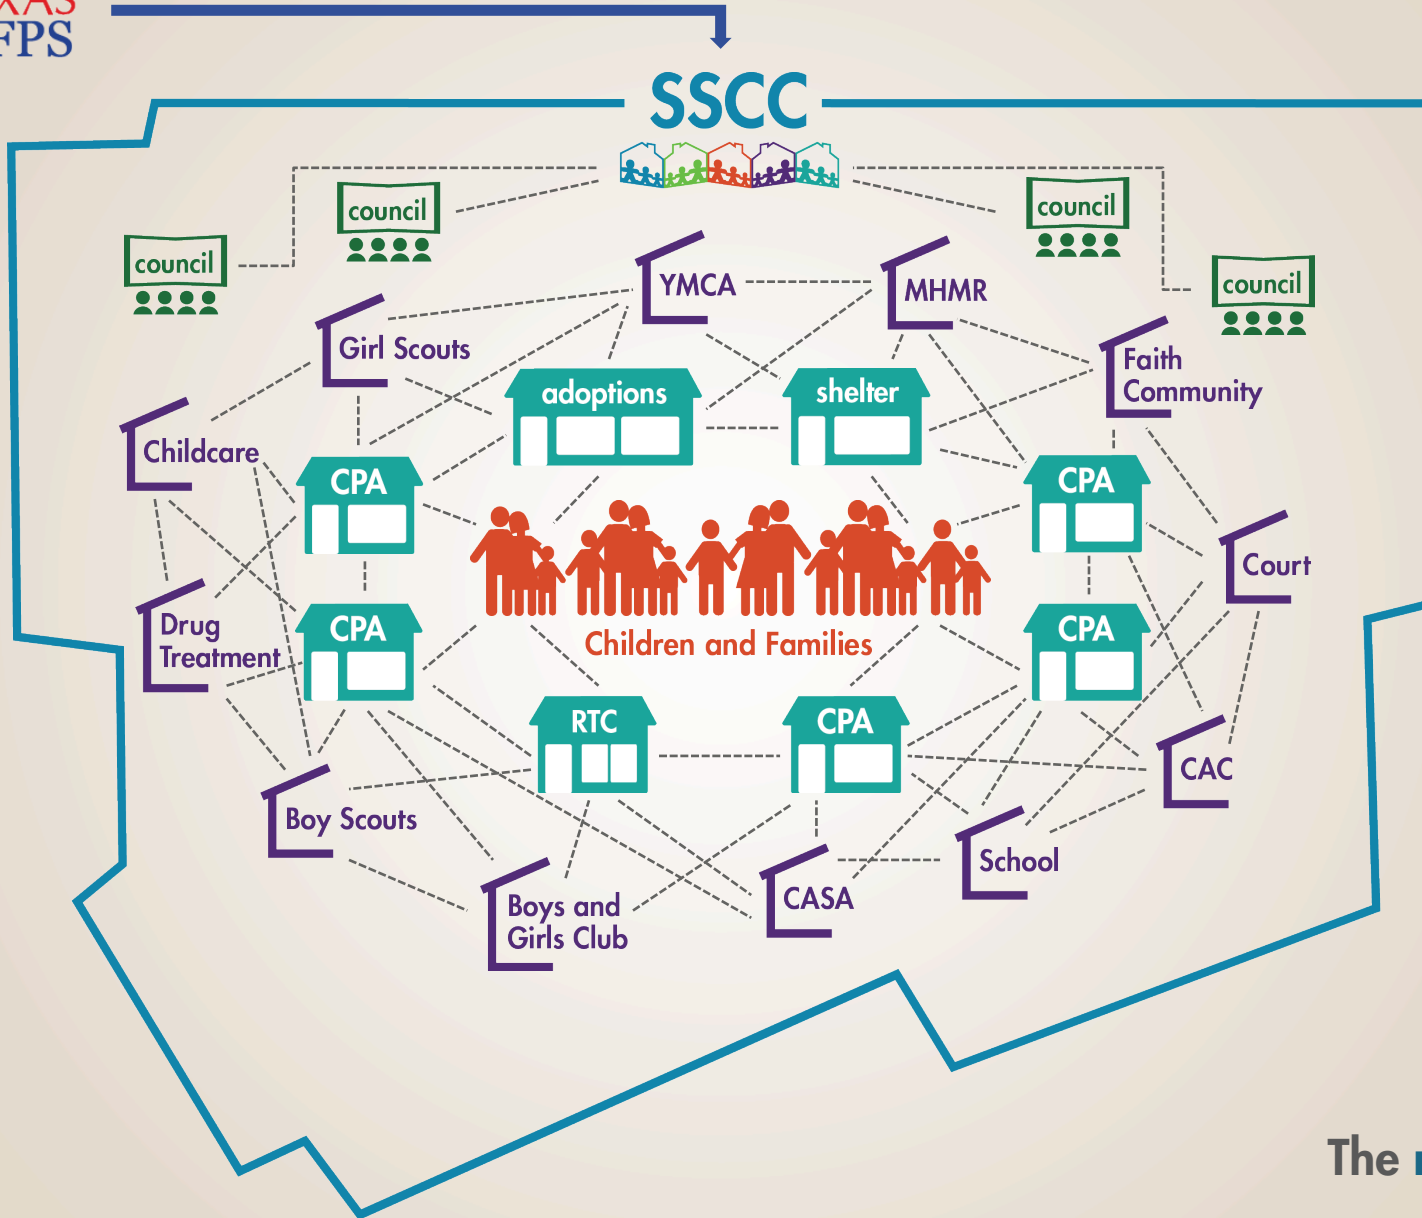 FPS
SSCC
council
council
council
council
YMCA
MHMR
Girl Scouts
Faith
Community
adoptions
shelter
Childcare
CPA
CPA
Court
Drug
Treatment
CPA
CPA
Children and Families
RTC
CPA
CAC
Boy Scouts
School
Boys and
Girls Club
CASA
The